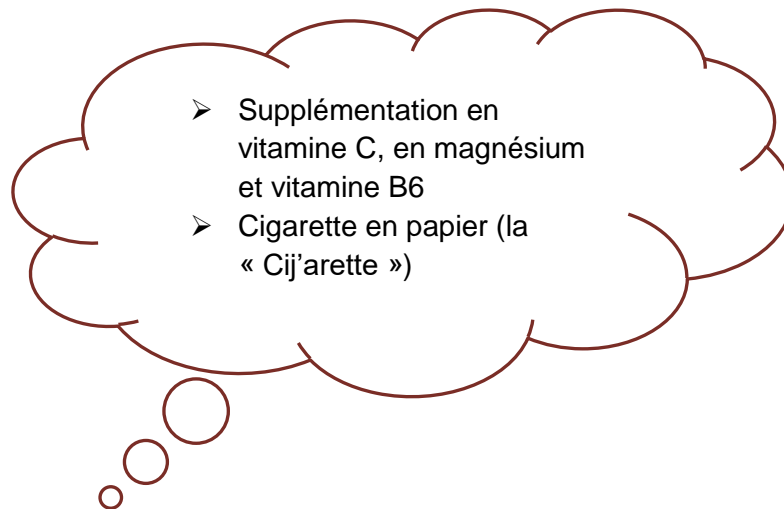 ➢ Supplémentation en
vitamine C, en magnésium
et vitamine B6
➢ Cigarette en papier (la
« Cij’arette »)